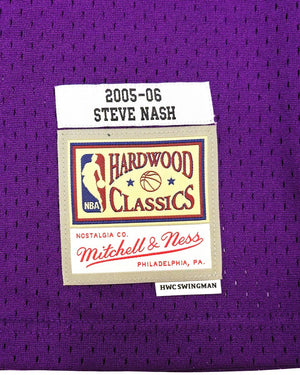 2005-06
STEVE NASH
HARDWOOD
NBA
CLASSICS
NOSTALGIA CO.
Mitchell & Ness
PHILADELPHIA, PA.
HWC SWINGMAN